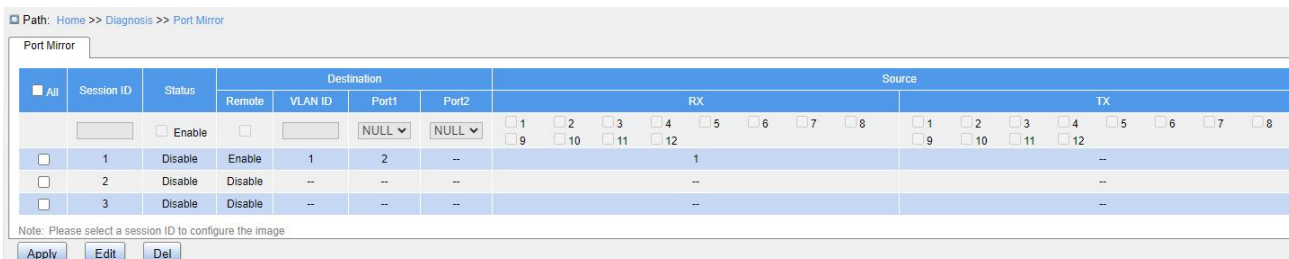 Path: Home >> Diagnosis >> Port Mirror
Port Mirror
All Session ID Status Destination Source
Remote VLAN ID Port1 Port2 RX TX
Enable NULL NULL 1 2 3 4 5 6 7 8 1 2 3 4 5 6 7 8
9 10 11 12 9 10 11 12
1 Disable Enable 1 2 -- 1 --
2 Disable Disable -- -- -- -- --
3 Disable Disable -- -- -- -- --
Note: Please select a session ID to configure the image
Apply Edit Del